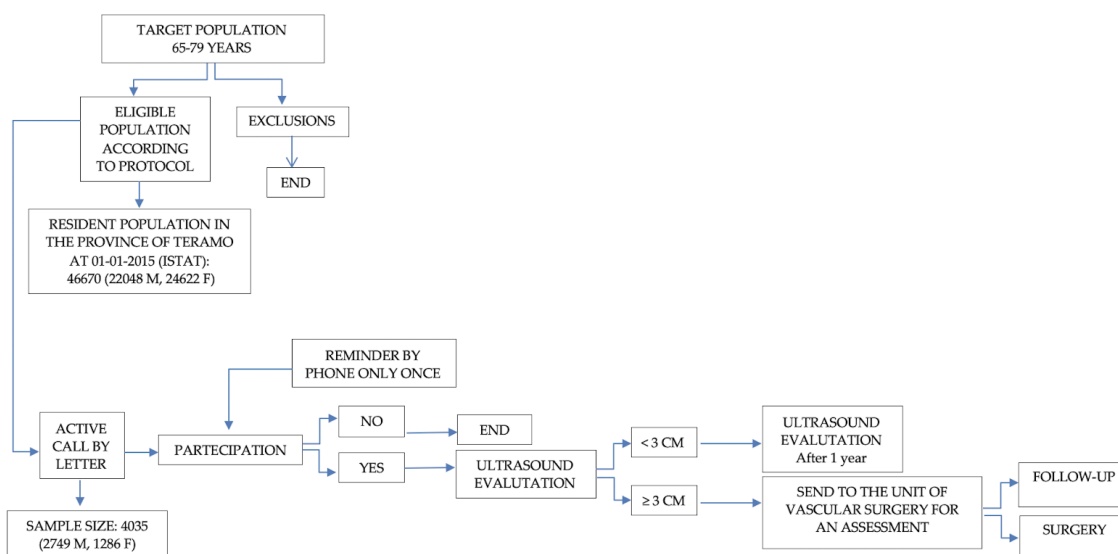 TARGET POPULATION
65-79 YEARS
ELIGIBLE
POPULATION
ACCORDING
TO PROTOCOL
EXCLUSIONS
END
RESIDENT POPULATION IN
THE PROVINCE OF TERAMO
AT 01-01-2015 (ISTAT):
46670 (22048 M, 24622 F)
REMINDER BY
PHONE ONLY ONCE
ACTIVE
CALL BY
LETTER
PARTECIPATION
NO
END
YES
ULTRASOUND
EVALUTATION
< 3 CM
ULTRASOUND
EVALUTATION
After 1 year
≥ 3 CM
SEND TO THE UNIT OF
VASCULAR SURGERY FOR
AN ASSESSMENT
FOLLOW-UP
SURGERY
SAMPLE SIZE: 4035
(2749 M, 1286 F)